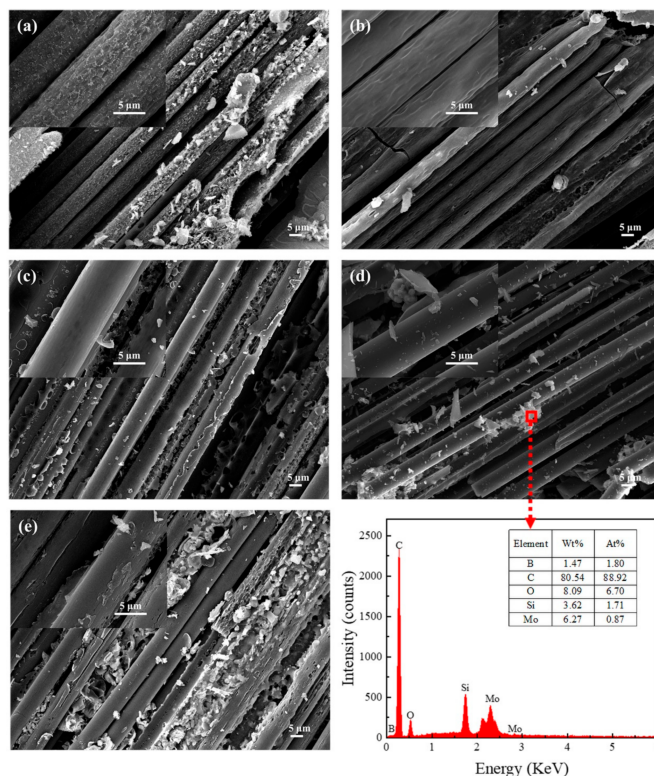 (a)
5 μm
5 μm
(b)
5 μm
5 μm
(c)
5 μm
5 μm
(d)
5 μm
5 μm
(e)
5 μm
5 μm
2500
2000
1500
1000
500
0
Intensity (counts)
C
B
O
Si
Mo
Mo
Element Wt% At%
B 1.47 1.80
C 80.54 88.92
O 8.09 6.70
Si 3.62 1.71
Mo 6.27 0.87
0 1 2 3 4 5
Energy (KeV)